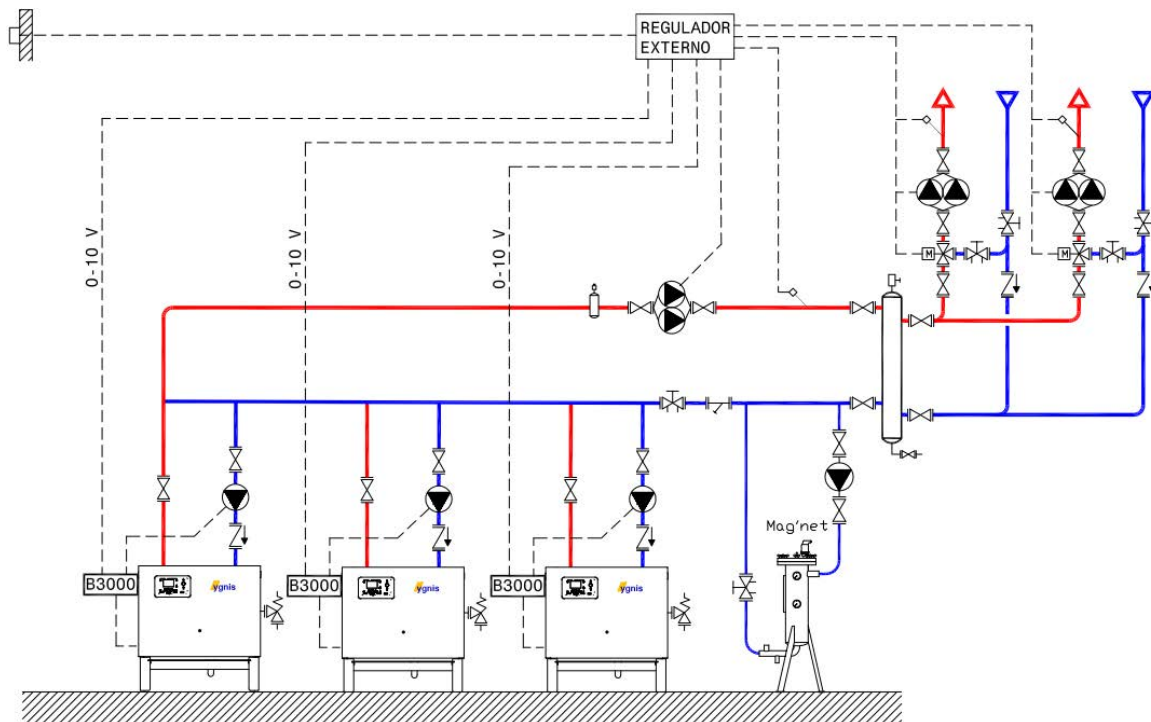 REGULADOR
EXTERNO
0-10 V
0-10 V
0-10 V
M
M
Mag'net
B3000
ygnis
B3000
ygnis
B3000
ygnis